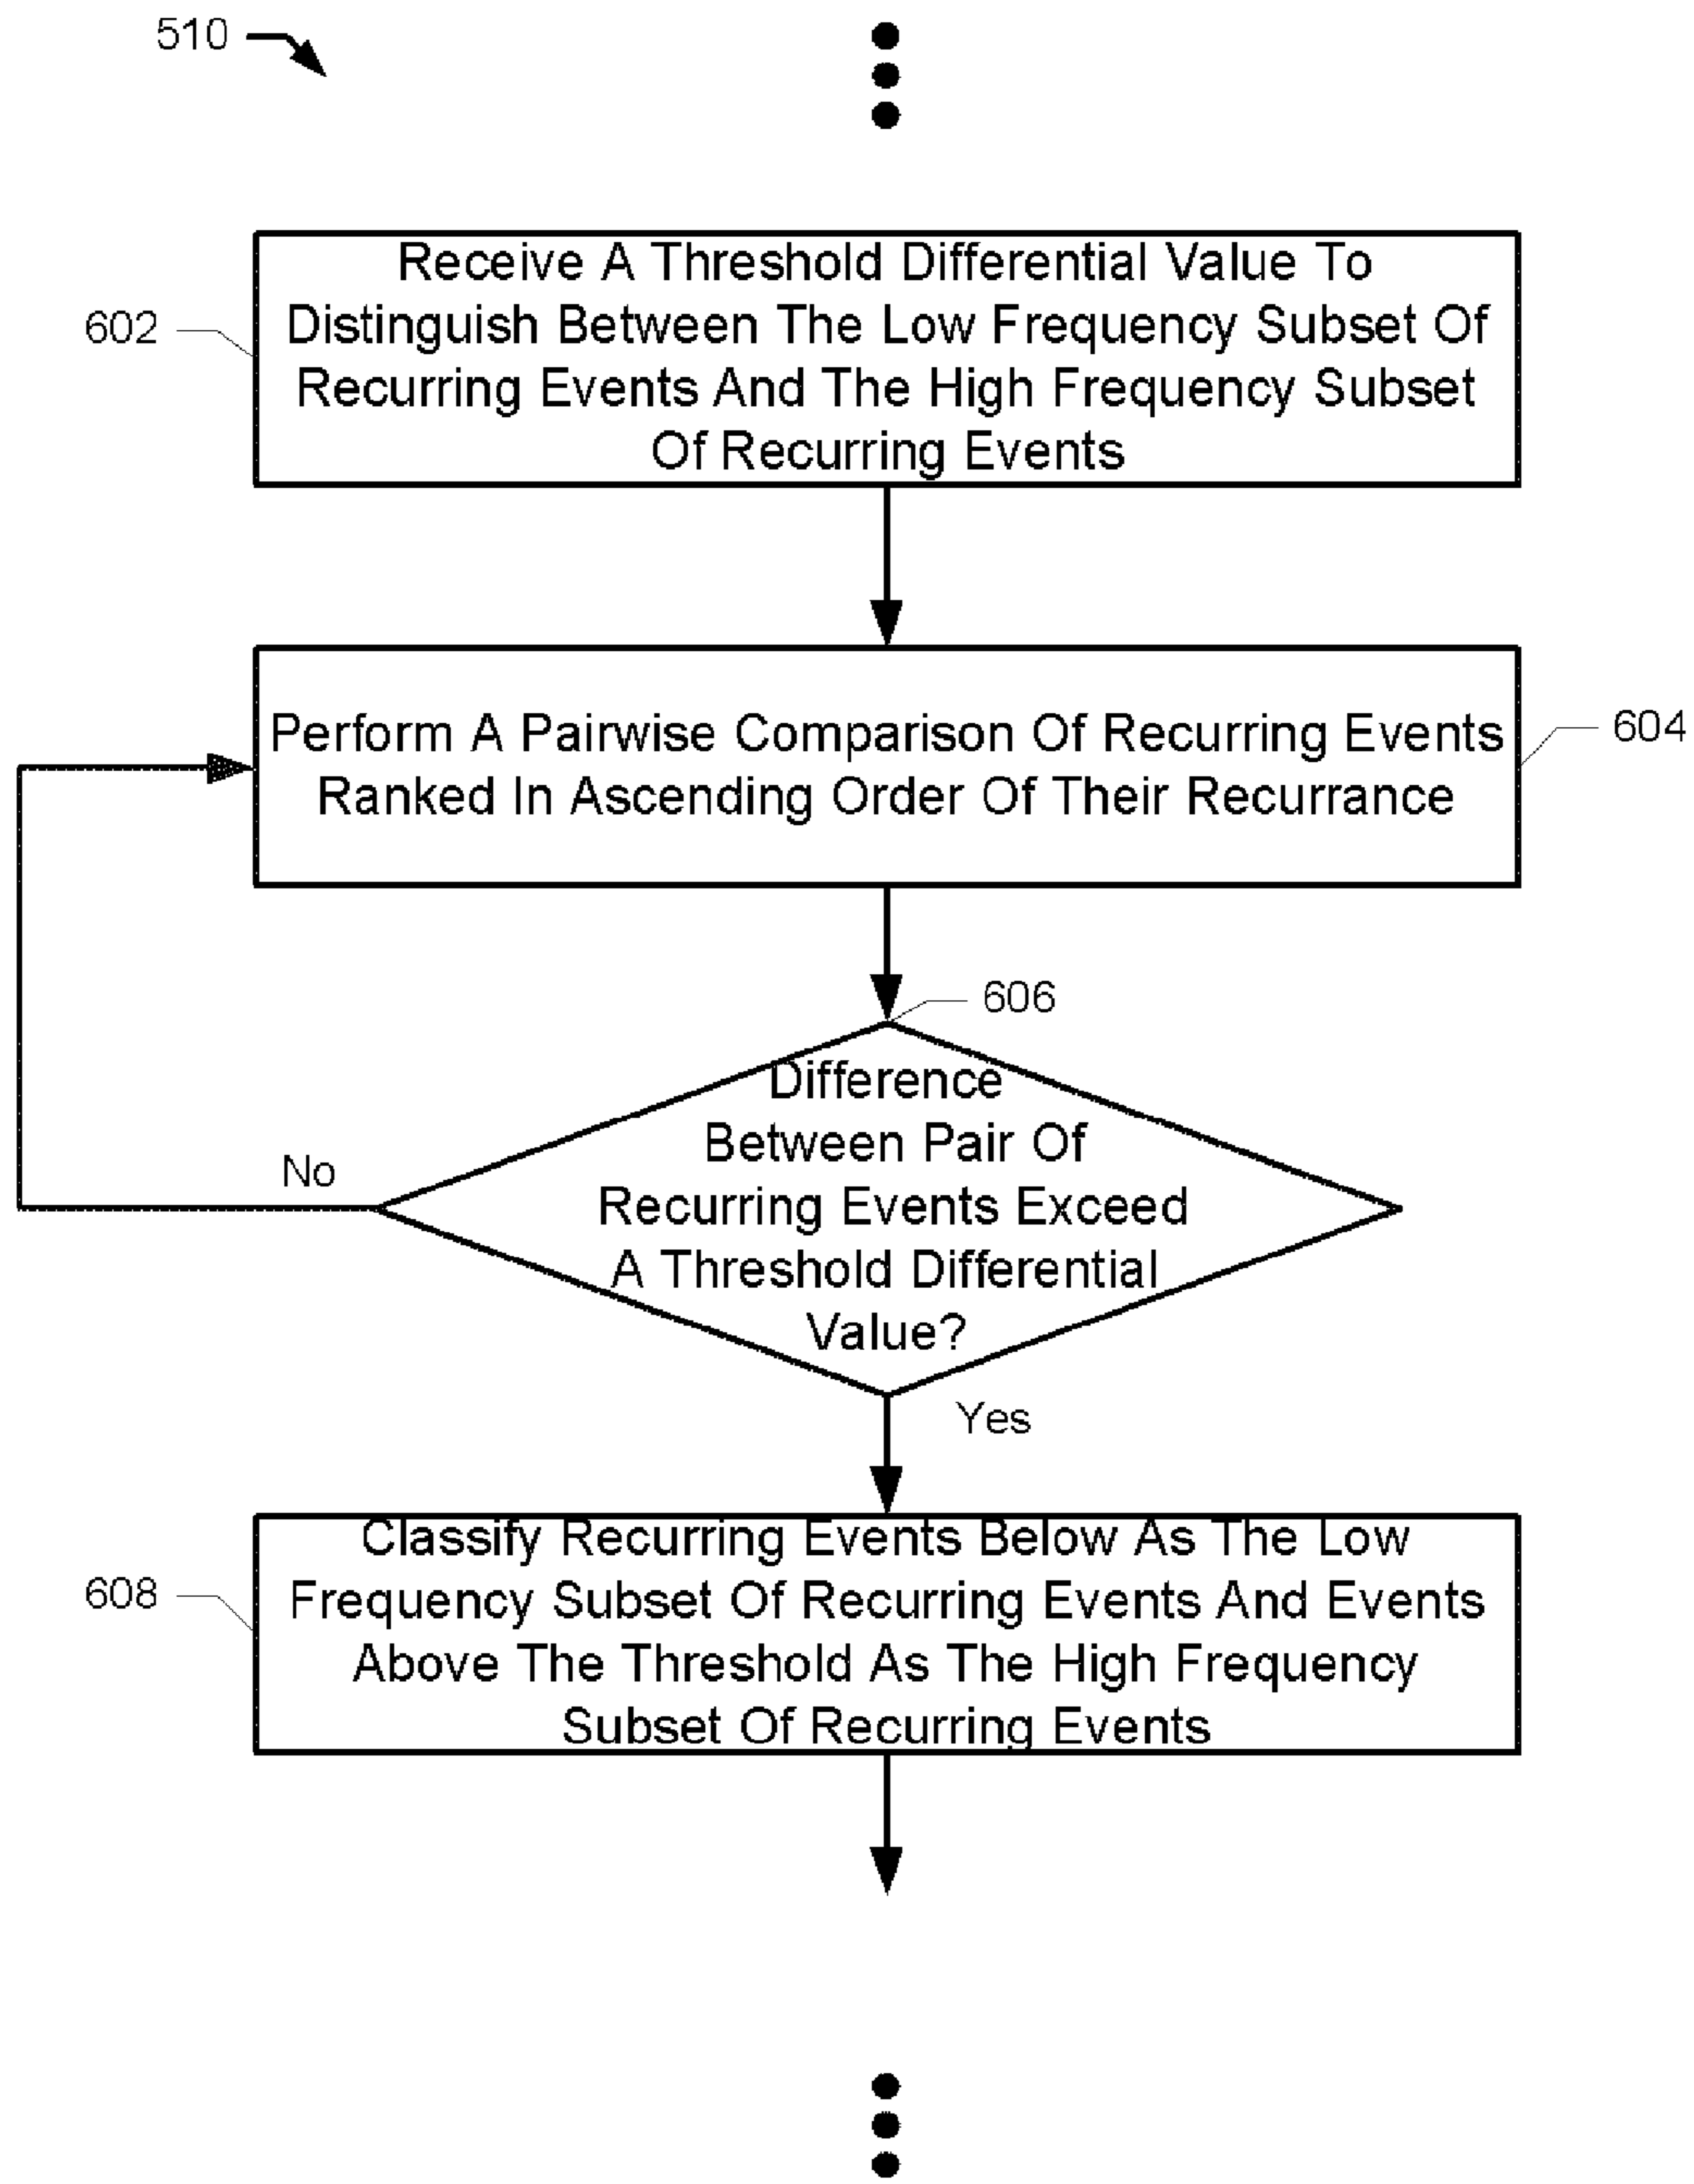 510
Receive A Threshold Differential Value To
Distinguish Between The Low Frequency Subset Of
Recurring Events And The High Frequency Subset
Of Recurring Events
602
Perform A Pairwise Comparison Of Recurring Events
Ranked In Ascending Order Of Their Recurrance
604
606
Difference
Between Pair Of
Recurring Events Exceed
A Threshold Differential
Value?
No
Yes
Classify Recurring Events Below As The Low
Frequency Subset Of Recurring Events And Events
Above The Threshold As The High Frequency
Subset Of Recurring Events
608